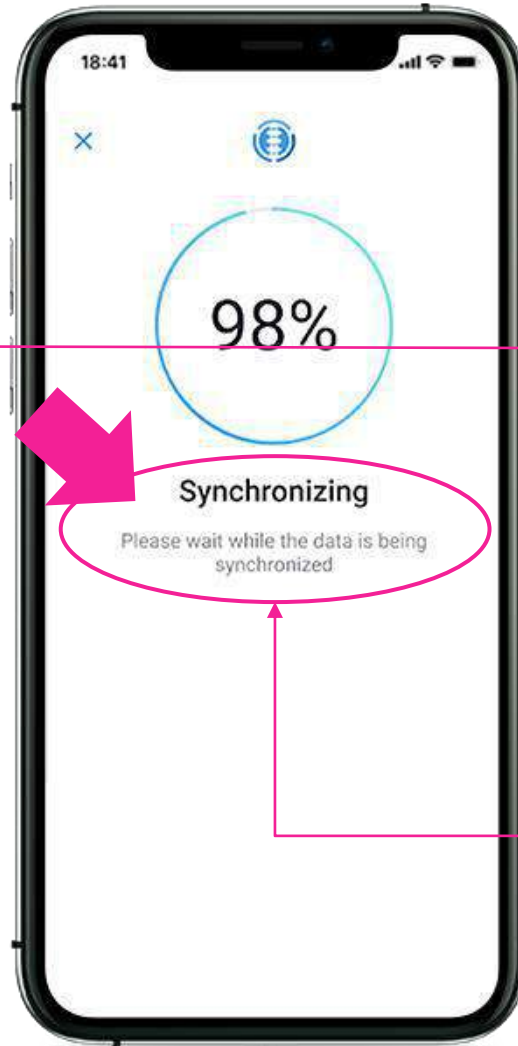 18:41
98%
Synchronizing
Please wait while the data is being
synchronized